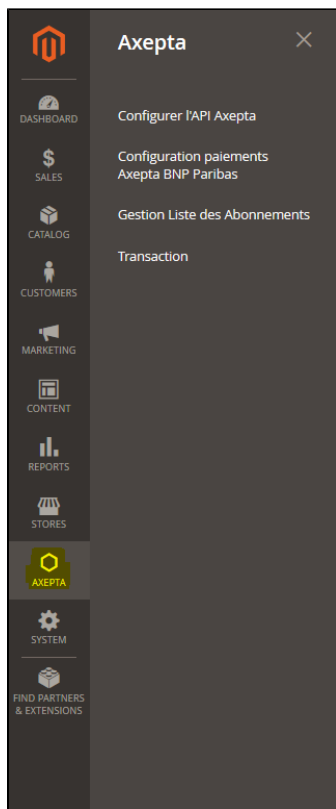 Axepta
DASHBOARD
Configurer l'API Axepta
$
SALES
Configuration paiements
Axepta BNP Paribas
CATALOG
Gestion Liste des Abonnements
CUSTOMERS
Transaction
MARKETING
CONTENT
REPORTS
STORES
AXEPTA
SYSTEM
FIND PARTNERS
& EXTENSIONS